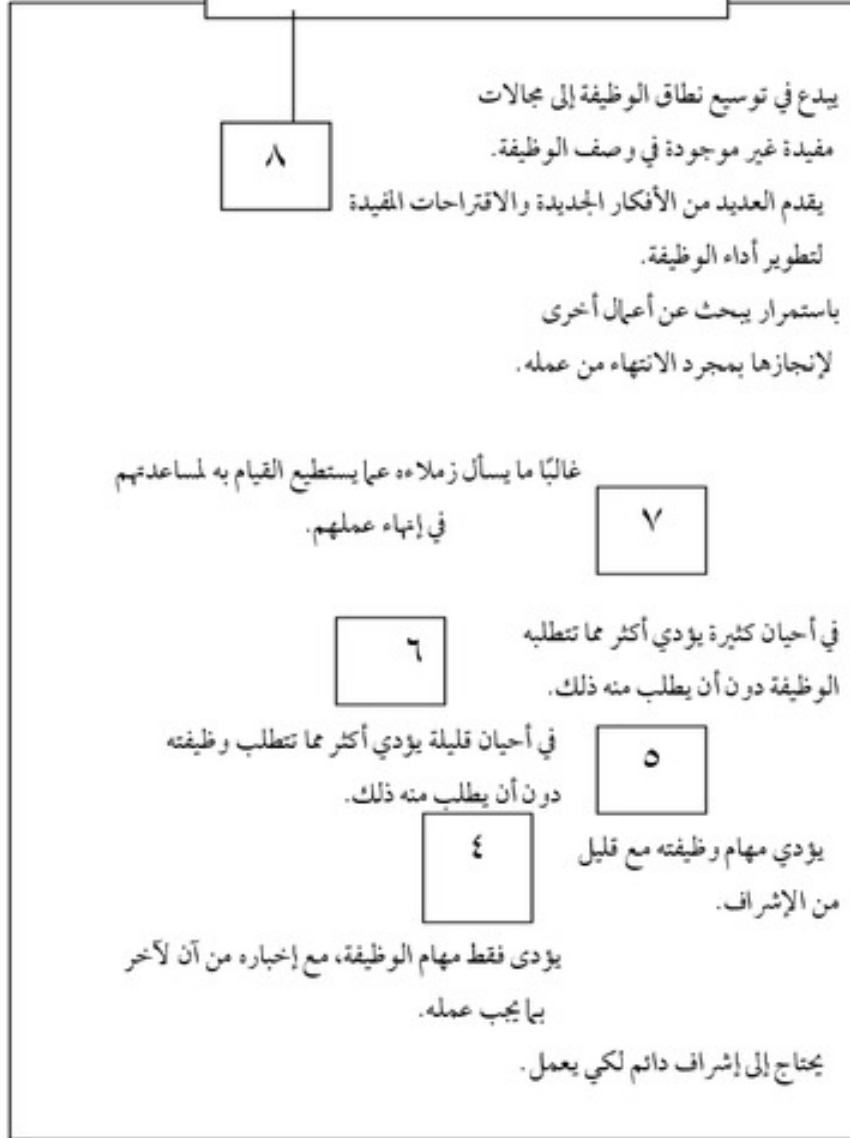 يبدع في توسيع نطاق الوظيفة إلى مجالات
مفيدة غير موجودة في وصف الوظيفة.
٨
يقدم العديد من الأفكار الجديدة والاقتراحات المفيدة
لتطوير أداء الوظيفة.
باستمرار يبحث عن أعمال أخرى
لإنجازها بمجرد الانتهاء من عمله.
غالبًا ما يسأل زملاءه عما يستطيع القيام به لمساعدتهم
في إنهاء عملهم.
٧
في أحيان كثيرة يؤدي أكثر مما تتطلبه
الوظيفة دون أن يطلب منه ذلك.
٦
في أحيان قليلة يؤدي أكثر مما تتطلب وظيفته
دون أن يطلب منه ذلك.
٥
يؤدي مهام وظيفته مع قليل
من الإشراف.
٤
يؤدى فقط مهام الوظيفة، مع إخباره من آن لآخر
بما يجب عمله.
يحتاج إلى إشراف دائم لكي يعمل.